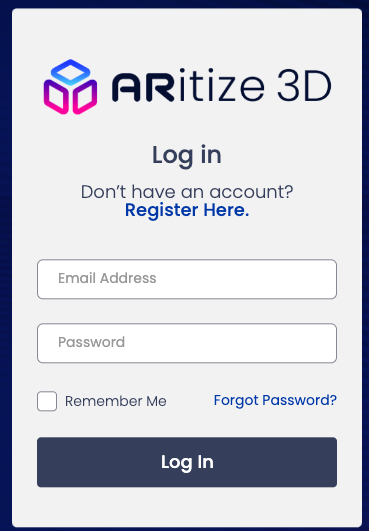 ARitize 3D
Log in
Don’t have an account?
Register Here.
Email Address
Password
Remember Me
Forgot Password?
Log In